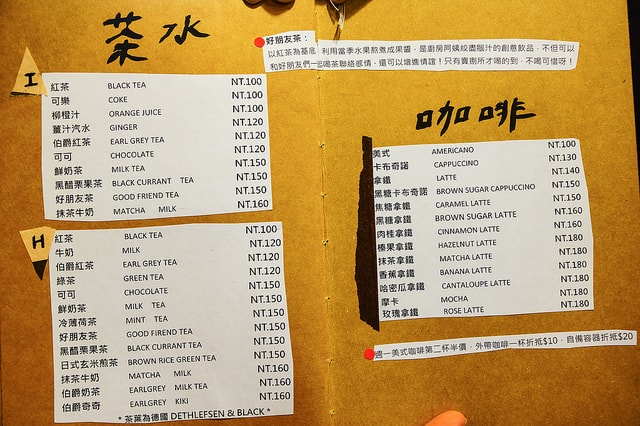 茶水
I
紅茶 BLACK TEA NT.100
可樂 COKE NT.100
柳橙汁 ORANGE JUICE NT.100
薑汁汽水 GINGER NT.120
伯爵紅茶 EARL GREY TEA NT.120
可可 CHOCOLATE NT.120
鮮奶茶 MILK TEA NT.150
黑醋栗果茶 BLACK CURRANT TEA NT.150
好朋友茶 GOOD FRIEND TEA NT.150
抹茶牛奶 MATCHA MILK NT.160
H
紅茶 BLACK TEA NT.100
牛奶 MILK NT.120
伯爵紅茶 EARL GREY TEA NT.120
綠茶 GREEN TEA NT.120
可可 CHOCOLATE NT.120
鮮奶茶 MILK TEA NT.150
冷薄荷茶 MINT TEA NT.150
好朋友茶 GOOD FIREND TEA NT.150
黑醋栗果茶 BLACK CURRANT TEA NT.150
日式玄米煎茶 BROWN RICE GREEN TEA NT.150
抹茶牛奶 MATCHA MILK NT.160
伯爵奶茶 EARLGREY MILK TEA NT.160
伯爵奇奇 EARLGREY KIKI NT.160
* 茶葉為德國 DETHLEFSEN & BLACK *
好朋友茶：
以紅茶為基底，利用當季水果熬煮成果醬，是廚房阿姨絞盡腦汁的創意飲品，不但可以
和好朋友們一起喝茶聯絡感情，還可以增進情誼！只有賣捌所才喝的到，不喝可惜呀！
咖啡
美式 AMERICANO NT.100
卡布奇諾 CAPPUCCINO NT.130
拿鐵 LATTE NT.140
黑糖卡布奇諾 BROWN SUGAR CAPPUCCINO NT.150
焦糖拿鐵 CARAMEL LATTE NT.150
黑糖拿鐵 BROWN SUGAR LATTE NT.160
肉桂拿鐵 CINNAMON LATTE NT.160
榛果拿鐵 HAZELNUT LATTE NT.180
抹茶拿鐵 MATCHA LATTE NT.180
香蕉拿鐵 BANANA LATTE NT.180
哈密瓜拿鐵 CANTALOUPE LATTE NT.180
摩卡 MOCHA NT.180
玫瑰拿鐵 ROSE LATTE NT.180
週一美式咖啡第二杯半價，外帶咖啡一杯折抵$10，自備容器折抵$20